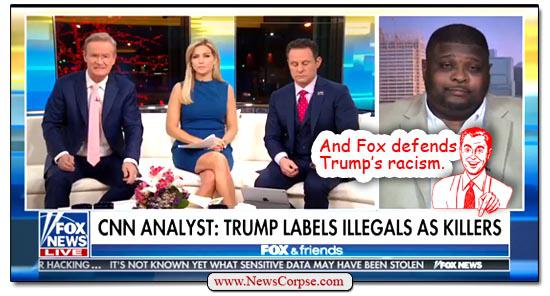 And Fox defends
Trump's racism.
FOX
NEWS
LIVE
CNN ANALYST: TRUMP LABELS ILLEGALS AS KILLERS
FOX & friends
R HACKING... IT'S NOT KNOWN YET WHAT SENSITIVE DATA MAY HAVE BEEN STOLEN FOX NEWS
www.NewsCorpse.com